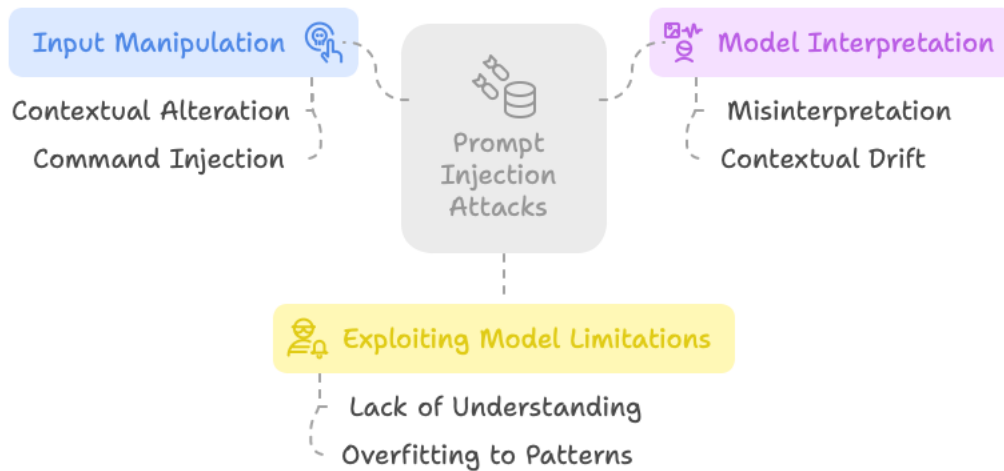 Input Manipulation
Contextual Alteration
Command Injection
Prompt
Injection
Attacks
Model Interpretation
Misinterpretation
Contextual Drift
Exploiting Model Limitations
Lack of Understanding
Overfitting to Patterns